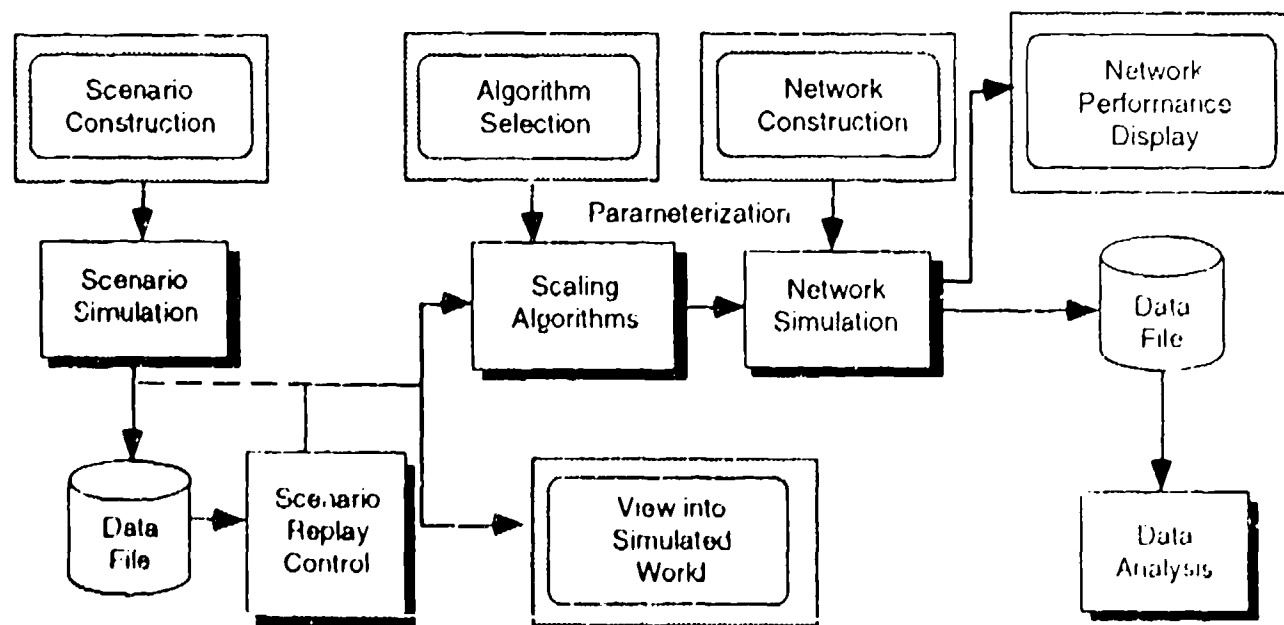 Scenario
Construction
Algorithm
Selection
Network
Construction
Network
Performance
Display
Parameterization
Scenario
Simulation
Scaling
Algorithms
Network
Simulation
Data
File
Data
File
Scenario
Replay
Control
View into
Simulated
World
Data
Analysis